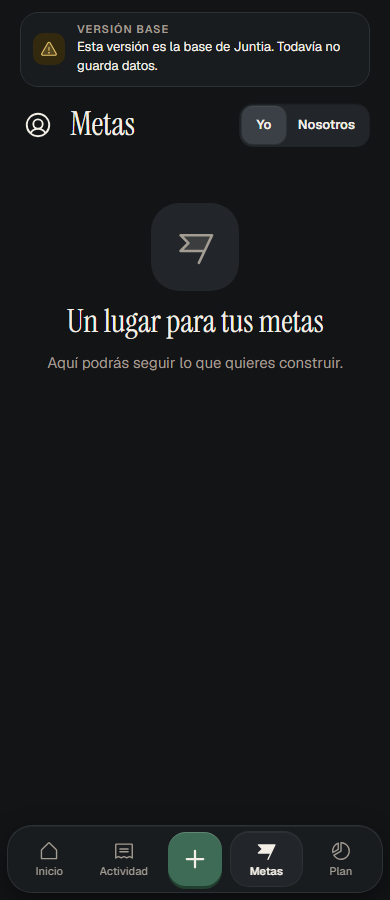 VERSIÓN BASE
Esta versión es la base de Juntia. Todavía no
guarda datos.
Metas
Yo
Nosotros
Un lugar para tus metas
Aquí podrás seguir lo que quieres construir.
Inicio
Actividad
Metas
Plan